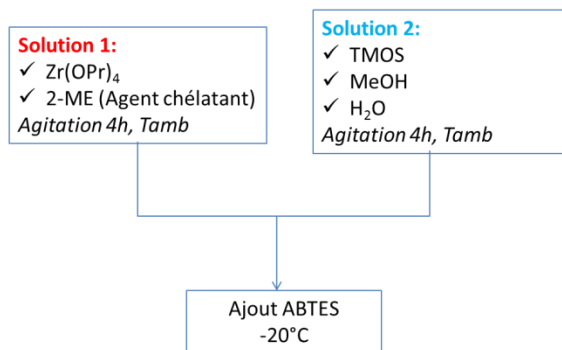 Solution 1:
✓ Zr(OPr)₄
✓ 2-ME (Agent chélatant)
Agitation 4h, Tamb
Solution 2:
✓ TMOS
✓ MeOH
✓ H₂O
Agitation 4h, Tamb
Ajout ABTES
-20°C